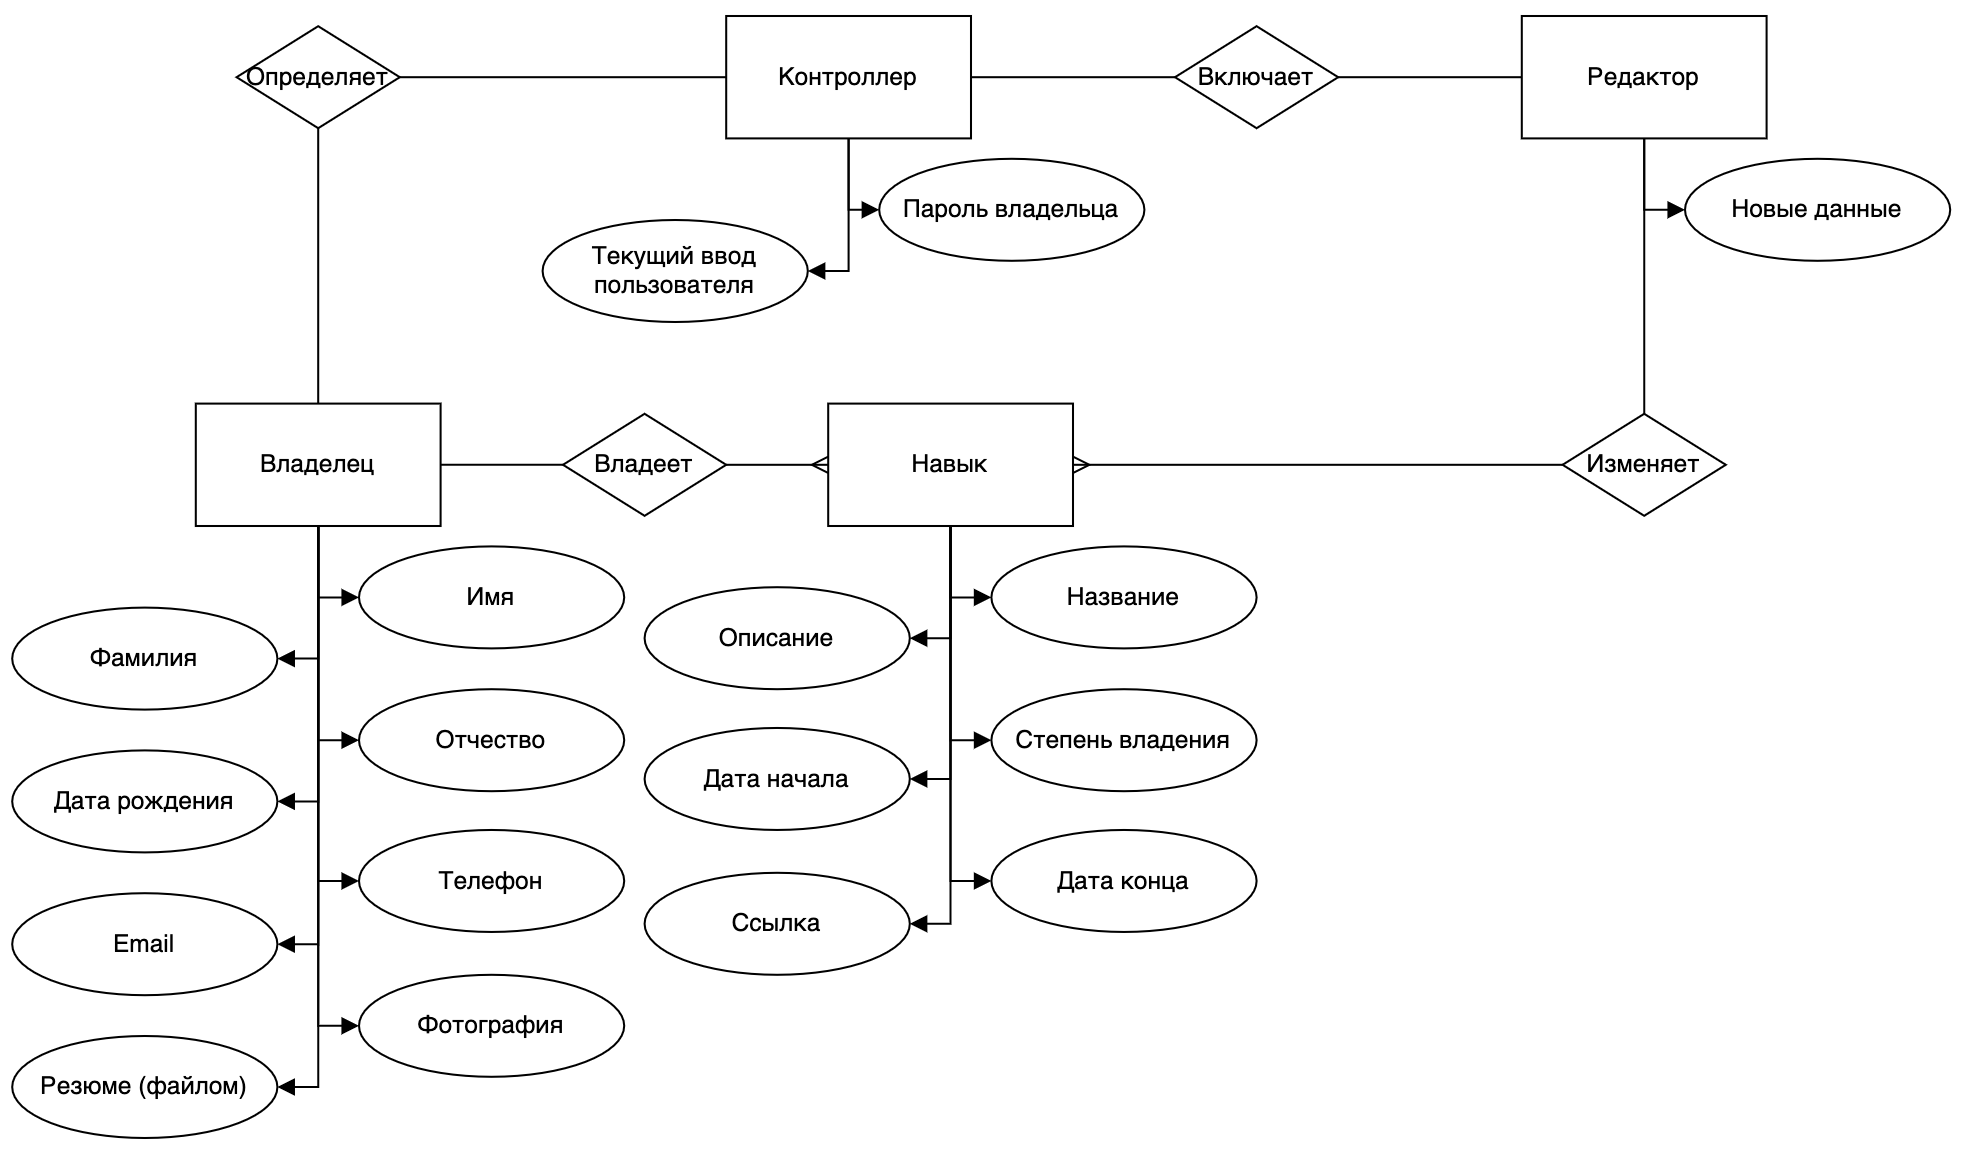 Определяет
Контроллер
Включает
Редактор
Пароль владельца
Новые данные
Текущий ввод
пользователя
Владелец
Владеет
Навык
Изменяет
Имя
Название
Описание
Фамилия
Отчество
Степень владения
Дата начала
Дата рождения
Телефон
Дата конца
Ссылка
Email
Фотография
Резюме (файлом)